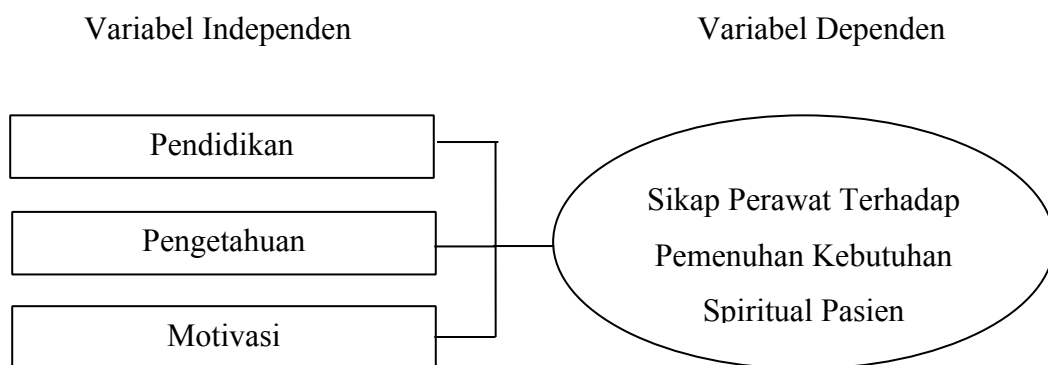 Variabel Independen
Variabel Dependen
Pendidikan
Pengetahuan
Motivasi
Sikap Perawat Terhadap
Pemenuhan Kebutuhan
Spiritual Pasien